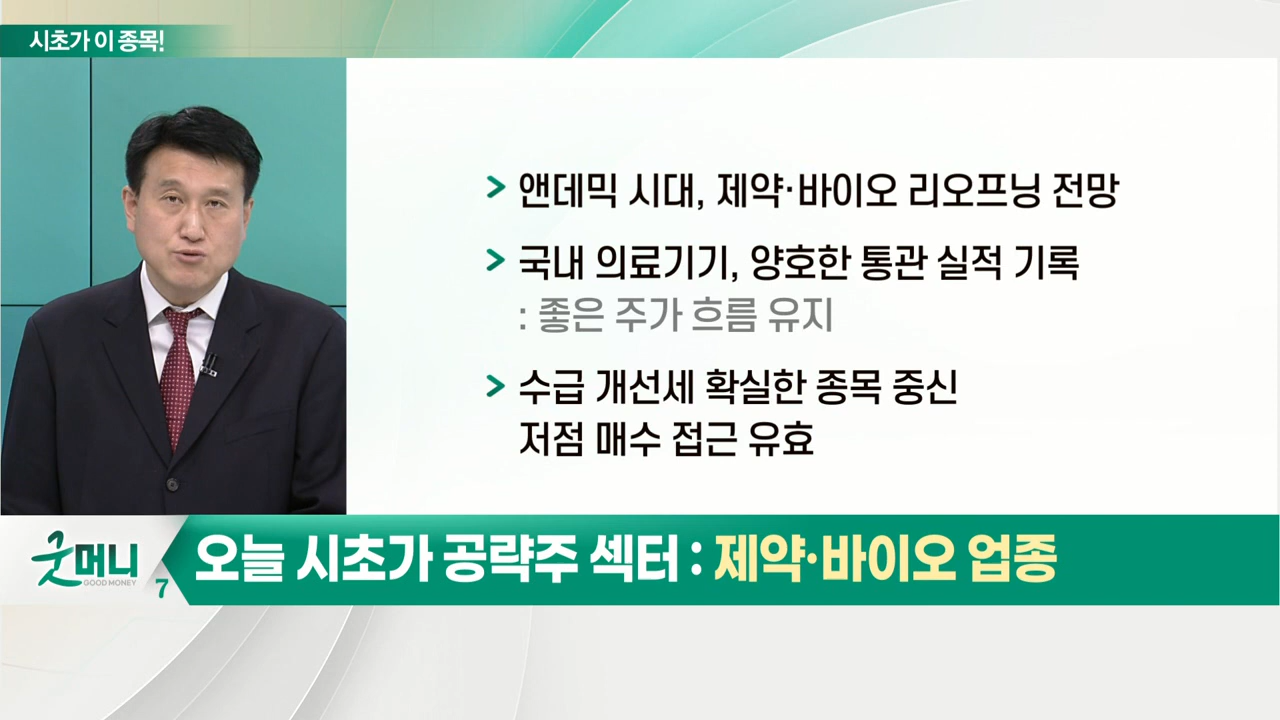 시초가 이 종목!
> 앤데믹 시대, 제약·바이오 리오프닝 전망
> 국내 의료기기, 양호한 통관 실적 기록
: 좋은 주가 흐름 유지
> 수급 개선세 확실한 종목 중신
저점 매수 접근 유효
굿머니
GOOD MONEY
7
오늘 시초가 공략주 섹터 : 제약·바이오 업종